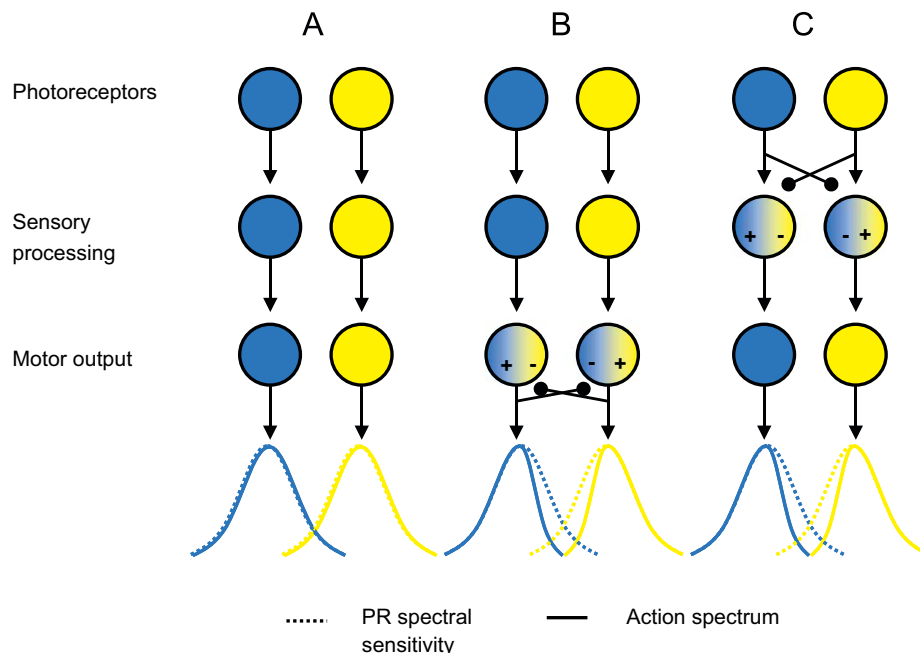 A B C
Photoreceptors
Sensory
processing
+ - - +
Motor output
+ - - +
PR spectral
sensitivity
Action spectrum